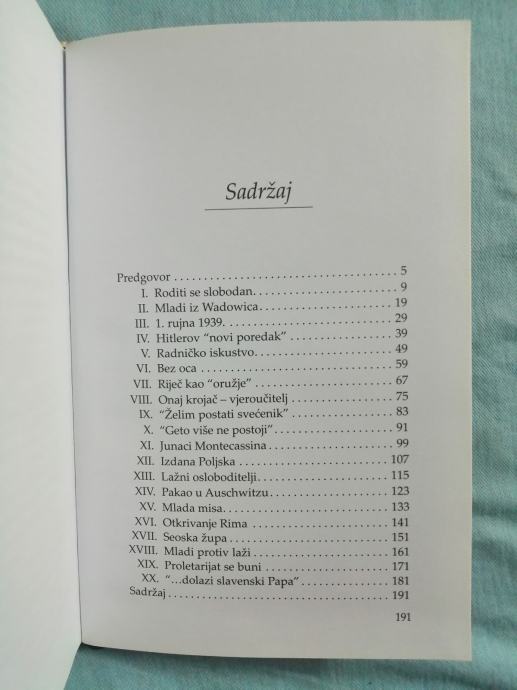 Sadržaj
Predgovor . . . . . . . . . . . . . . . . . . . . . . . . . . . . . . . . . . . . 5
I. Roditi se slobodan. . . . . . . . . . . . . . . . . . . . . . . . 9
II. Mladi iz Wadowica . . . . . . . . . . . . . . . . . . . . . . . 19
III. 1. rujna 1939. . . . . . . . . . . . . . . . . . . . . . . . . . . . . 29
IV. Hitlerov “novi poredak” . . . . . . . . . . . . . . . . . . . 39
V. Radničko iskustvo. . . . . . . . . . . . . . . . . . . . . . . . 49
VI. Bez oca . . . . . . . . . . . . . . . . . . . . . . . . . . . . . . . . 59
VII. Riječ kao “oružje” . . . . . . . . . . . . . . . . . . . . . . . . 67
VIII. Onaj krojač – vjeroučitelj . . . . . . . . . . . . . . . . . . 75
IX. “Želim postati svećenik” . . . . . . . . . . . . . . . . . . . 83
X. “Geto više ne postoji” . . . . . . . . . . . . . . . . . . . . . 91
XI. Junaci Montecassina . . . . . . . . . . . . . . . . . . . . . . 99
XII. Izdana Poljska . . . . . . . . . . . . . . . . . . . . . . . . . . 107
XIII. Lažni osloboditelji. . . . . . . . . . . . . . . . . . . . . . . 115
XIV. Pakao u Auschwitzu . . . . . . . . . . . . . . . . . . . . . 123
XV. Mlada misa. . . . . . . . . . . . . . . . . . . . . . . . . . . . . 133
XVI. Otkrivanje Rima . . . . . . . . . . . . . . . . . . . . . . . . 141
XVII. Seoska župa . . . . . . . . . . . . . . . . . . . . . . . . . . . . 151
XVIII. Mladi protiv laži . . . . . . . . . . . . . . . . . . . . . . . . 161
XIX. Proletarijat se buni . . . . . . . . . . . . . . . . . . . . . . 171
XX. “...dolazi slavenski Papa” . . . . . . . . . . . . . . . . . 181
Sadržaj . . . . . . . . . . . . . . . . . . . . . . . . . . . . . . . . . . . . . 191
191